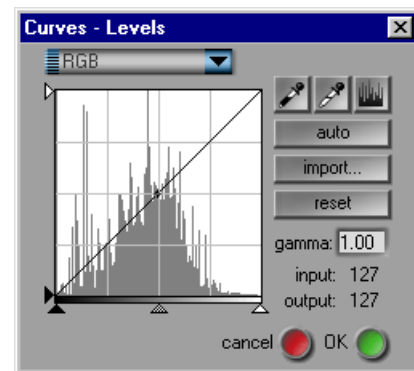 Curves - Levels
RGB
auto
import...
reset
gamma: 1.00
input: 127
output: 127
cancel OK